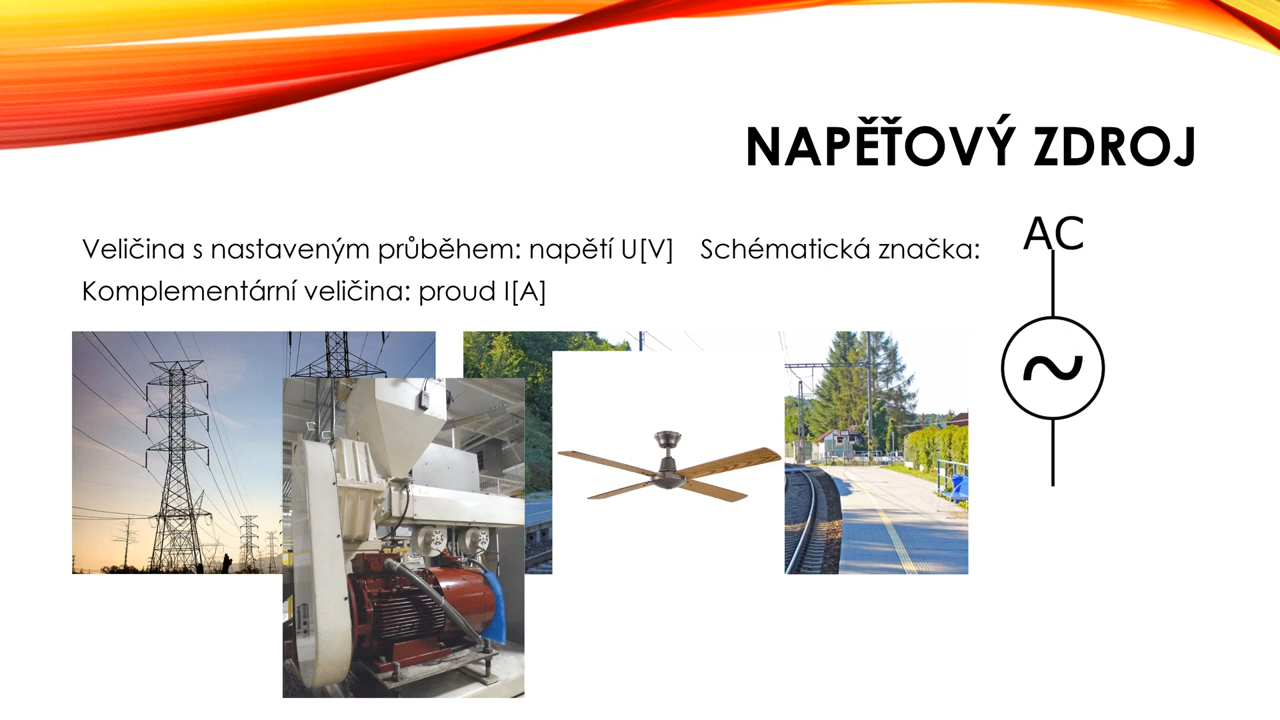 NAPĚŤOVÝ ZDROJ
Veličina s nastaveným průběhem: napětí U[V] Schématická značka:
Komplementární veličina: proud I[A]
AC
~